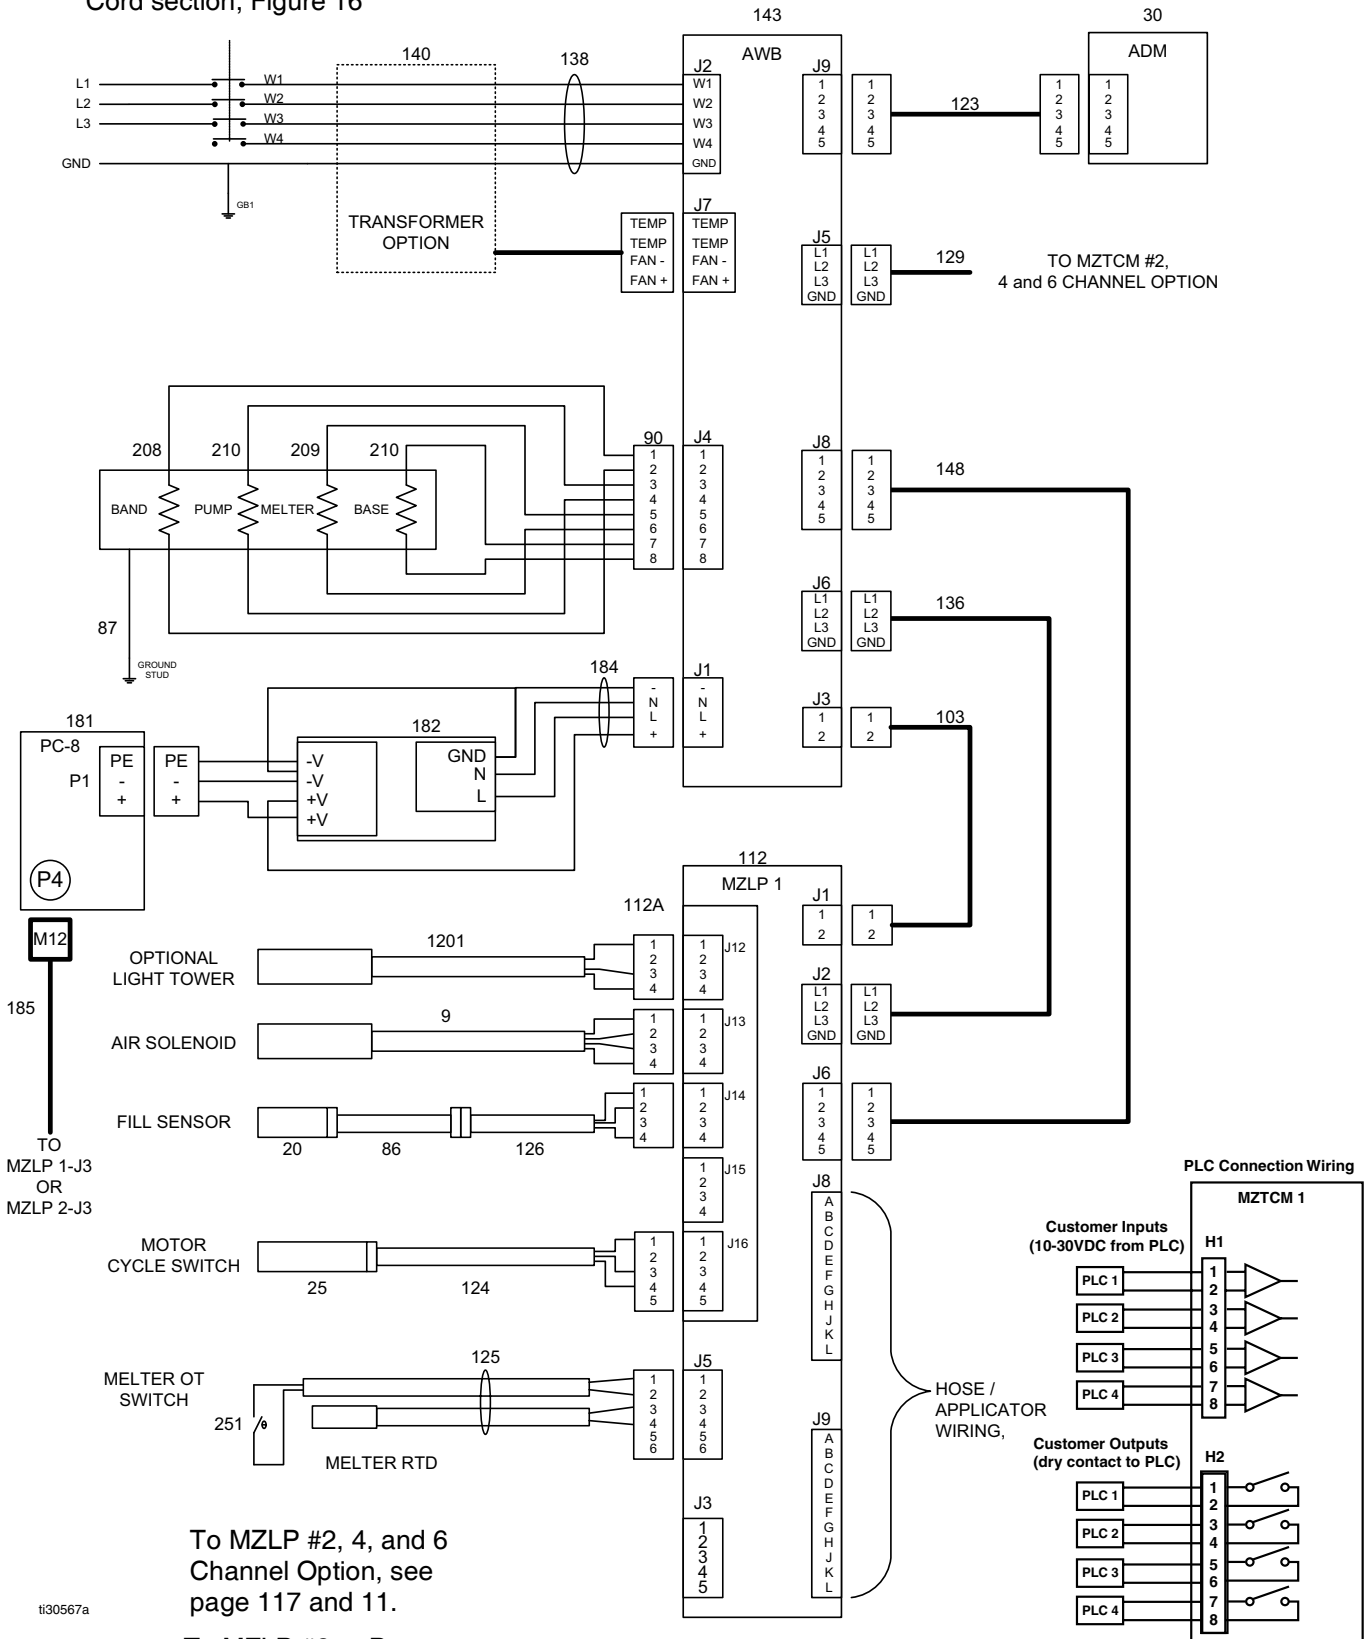 Cord section, Figure 16
143
30
AWB
ADM
140
138
J2
J9
L1
L2
L3
GND
W1
W2
W3
W4
GB1
TRANSFORMER
OPTION
W1
W2
W3
W4
GND
J7
TEMP
TEMP
FAN -
FAN +
TEMP
TEMP
FAN -
FAN +
1
2
3
4
5
1
2
3
4
5
123
1
2
3
4
5
1
2
3
4
5
J5
L1
L2
L3
GND
L1
L2
L3
GND
129
TO MZTCM #2,
4 and 6 CHANNEL OPTION
208
210
209
210
BAND
PUMP
MELTER
BASE
87
GROUND
STUD
90
1
2
3
4
5
6
7
8
J4
1
2
3
4
5
6
7
8
J8
1
2
3
4
5
1
2
3
4
5
148
J6
L1
L2
L3
GND
L1
L2
L3
GND
136
184
-
N
L
+
J1
-
N
L
+
J3
1
2
1
2
103
181
PC-8
P1
PE
-
+
PE
-
+
P4
182
-V
-V
+V
+V
GND
N
L
M12
185
TO
MZLP 1-J3
OR
MZLP 2-J3
112
MZLP 1
112A
OPTIONAL
LIGHT TOWER
1201
1
2
3
4
1
2
3
4
J12
AIR SOLENOID
9
1
2
3
4
1
2
3
4
J13
FILL SENSOR
20
86
126
1
2
3
4
1
2
3
4
J14
1
2
3
4
J15
MOTOR
CYCLE SWITCH
25
124
1
2
3
4
5
1
2
3
4
5
J16
MELTER OT
SWITCH
251
125
MELTER RTD
1
2
3
4
5
6
J5
1
2
3
4
5
6
J3
1
2
3
4
5
J1
1
2
1
2
J2
L1
L2
L3
GND
L1
L2
L3
GND
J6
1
2
3
4
5
1
2
3
4
5
J8
A
B
C
D
E
F
G
H
J
K
L
J9
A
B
C
D
E
F
G
H
J
K
L
HOSE /
APPLICATOR
WIRING,
PLC Connection Wiring
MZTCM 1
Customer Inputs
(10-30VDC from PLC)
H1
PLC 1
PLC 2
PLC 3
PLC 4
1
2
3
4
5
6
7
8
Customer Outputs
(dry contact to PLC)
H2
PLC 1
PLC 2
PLC 3
PLC 4
1
2
3
4
5
6
7
8
To MZLP #2, 4, and 6
Channel Option, see
page 117 and 11.
ti30567a